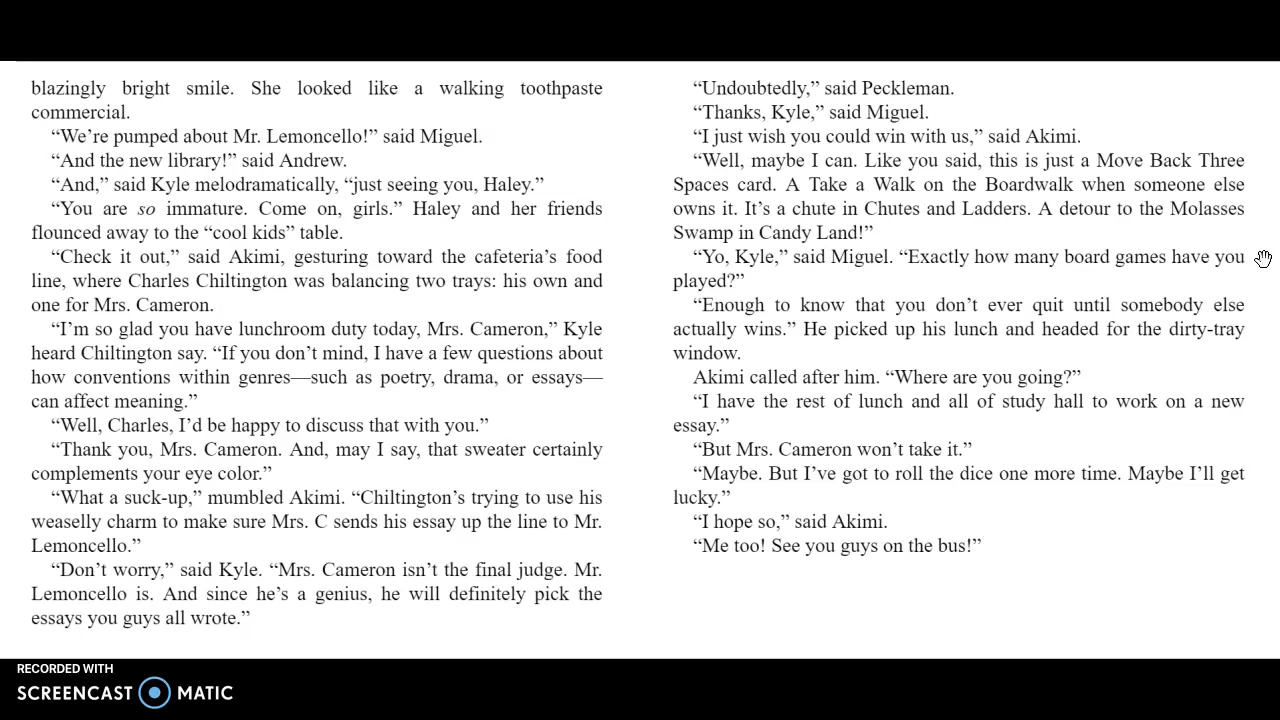 blazingly bright smile. She looked like a walking toothpaste
commercial.
“We’re pumped about Mr. Lemoncello!” said Miguel.
“And the new library!” said Andrew.
“And,” said Kyle melodramatically, “just seeing you, Haley.”
“You are so immature. Come on, girls.” Haley and her friends
flounced away to the “cool kids” table.
“Check it out,” said Akimi, gesturing toward the cafeteria’s food
line, where Charles Chiltington was balancing two trays: his own and
one for Mrs. Cameron.
“I’m so glad you have lunchroom duty today, Mrs. Cameron,” Kyle
heard Chiltington say. “If you don’t mind, I have a few questions about
how conventions within genres—such as poetry, drama, or essays—
can affect meaning.”
“Well, Charles, I’d be happy to discuss that with you.”
“Thank you, Mrs. Cameron. And, may I say, that sweater certainly
complements your eye color.”
“What a suck-up,” mumbled Akimi. “Chiltington’s trying to use his
weaselly charm to make sure Mrs. C sends his essay up the line to Mr.
Lemoncello.”
“Don’t worry,” said Kyle. “Mrs. Cameron isn’t the final judge. Mr.
Lemoncello is. And since he’s a genius, he will definitely pick the
essays you guys all wrote.”
“Undoubtedly,” said Peckleman.
“Thanks, Kyle,” said Miguel.
“I just wish you could win with us,” said Akimi.
“Well, maybe I can. Like you said, this is just a Move Back Three
Spaces card. A Take a Walk on the Boardwalk when someone else
owns it. It’s a chute in Chutes and Ladders. A detour to the Molasses
Swamp in Candy Land!”
“Yo, Kyle,” said Miguel. “Exactly how many board games have you
played?”
“Enough to know that you don’t ever quit until somebody else
actually wins.” He picked up his lunch and headed for the dirty-tray
window.
Akimi called after him. “Where are you going?”
“I have the rest of lunch and all of study hall to work on a new
essay.”
“But Mrs. Cameron won’t take it.”
“Maybe. But I’ve got to roll the dice one more time. Maybe I’ll get
lucky.”
“I hope so,” said Akimi.
“Me too! See you guys on the bus!”
RECORDED WITH
SCREENCAST MATIC